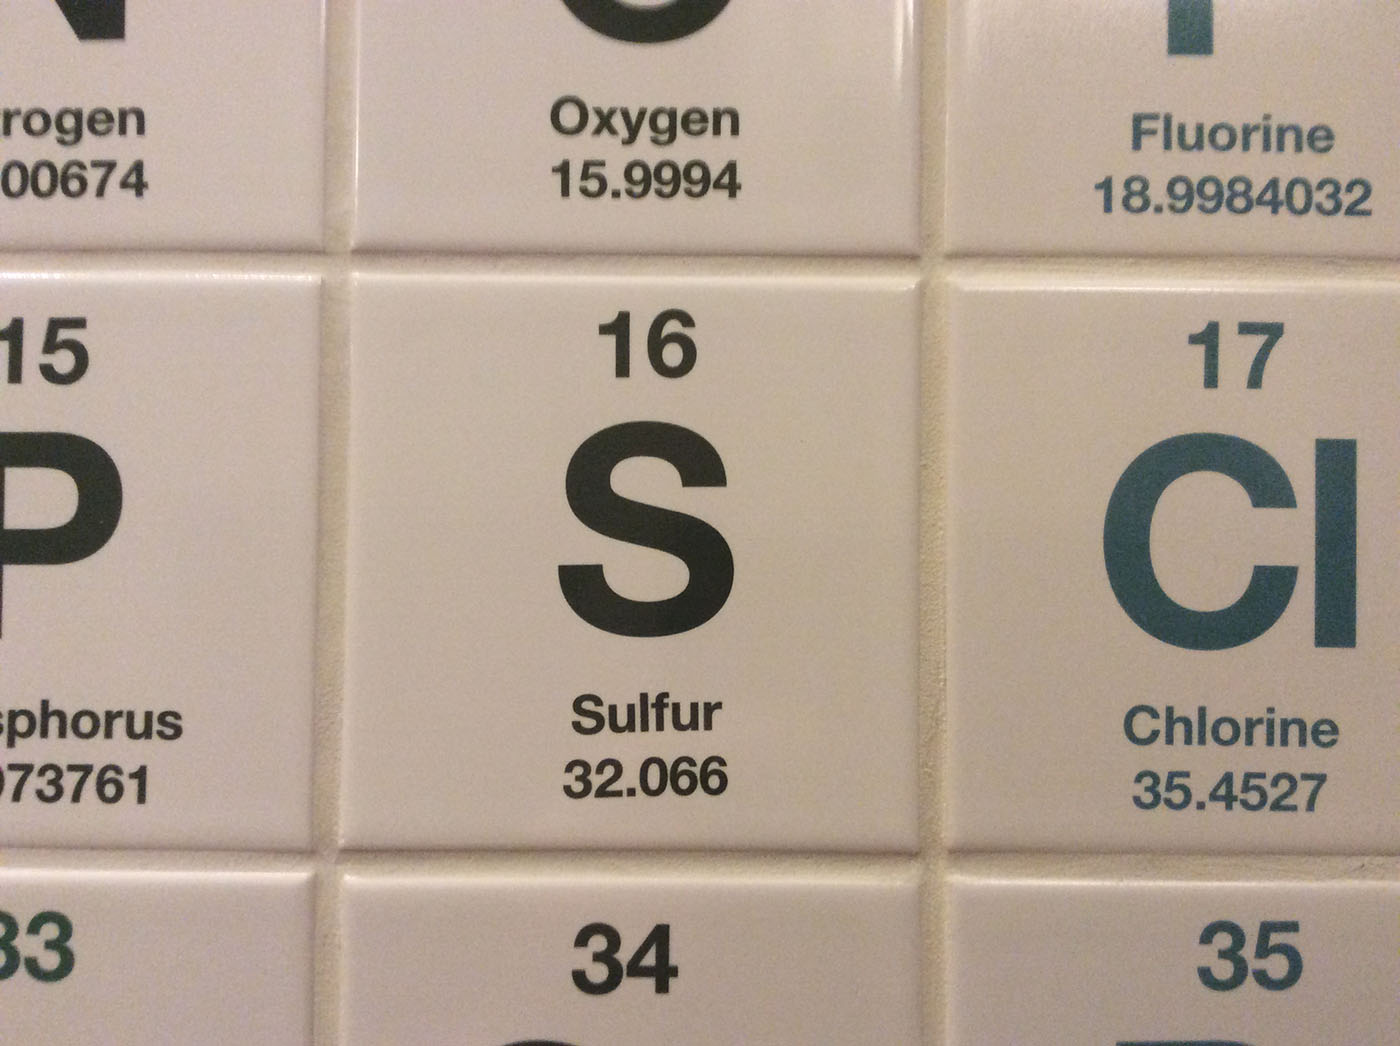 N O F
rogen Oxygen Fluorine
00674 15.9994 18.9984032
15 16 17
P S Cl
sphorus Sulfur Chlorine
973761 32.066 35.4527
33 34 35